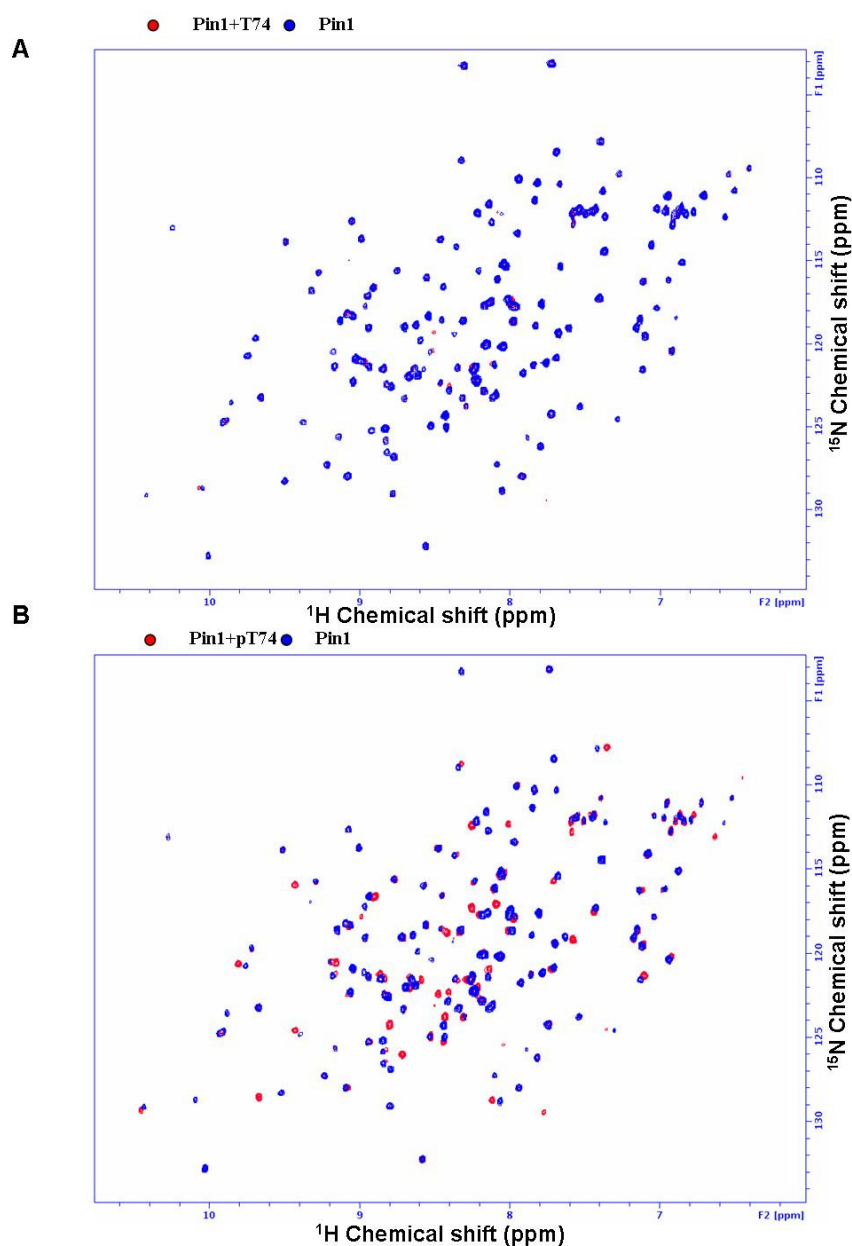 Pin1+T74 Pin1
A
F1 [ppm]
110
115
120
125
130
¹⁵N Chemical shift (ppm)
10 9 8 7 F2 [ppm]
¹H Chemical shift (ppm)
B
Pin1+pT74 Pin1
F1 [ppm]
110
115
120
125
130
¹⁵N Chemical shift (ppm)
10 9 8 7 F2 [ppm]
¹H Chemical shift (ppm)